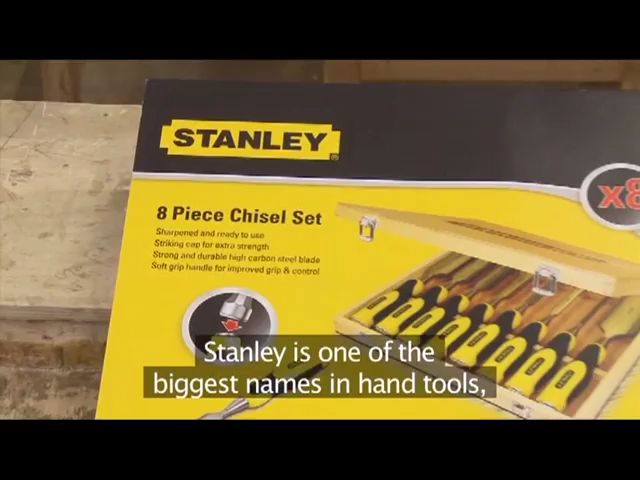 STANLEY
x8
8 Piece Chisel Set
Sharpened and ready to use
Striking cap for extra strength
Strong and durable high carbon steel blade
Soft grip handle for improved grip & control
Stanley is one of the
biggest names in hand tools,